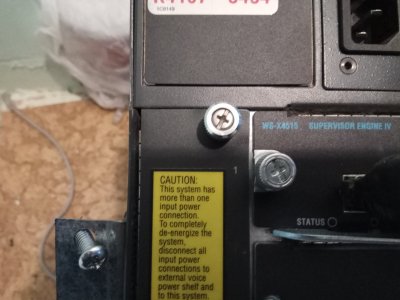 WS-X4515 SUPERVISOR ENGINE IV
1
CAUTION:
This system has
more than one
input power
connection.
To completely
de-energize the
system,
disconnect all
input power
connections to
external voice
power shelf and
to this system.
STATUS